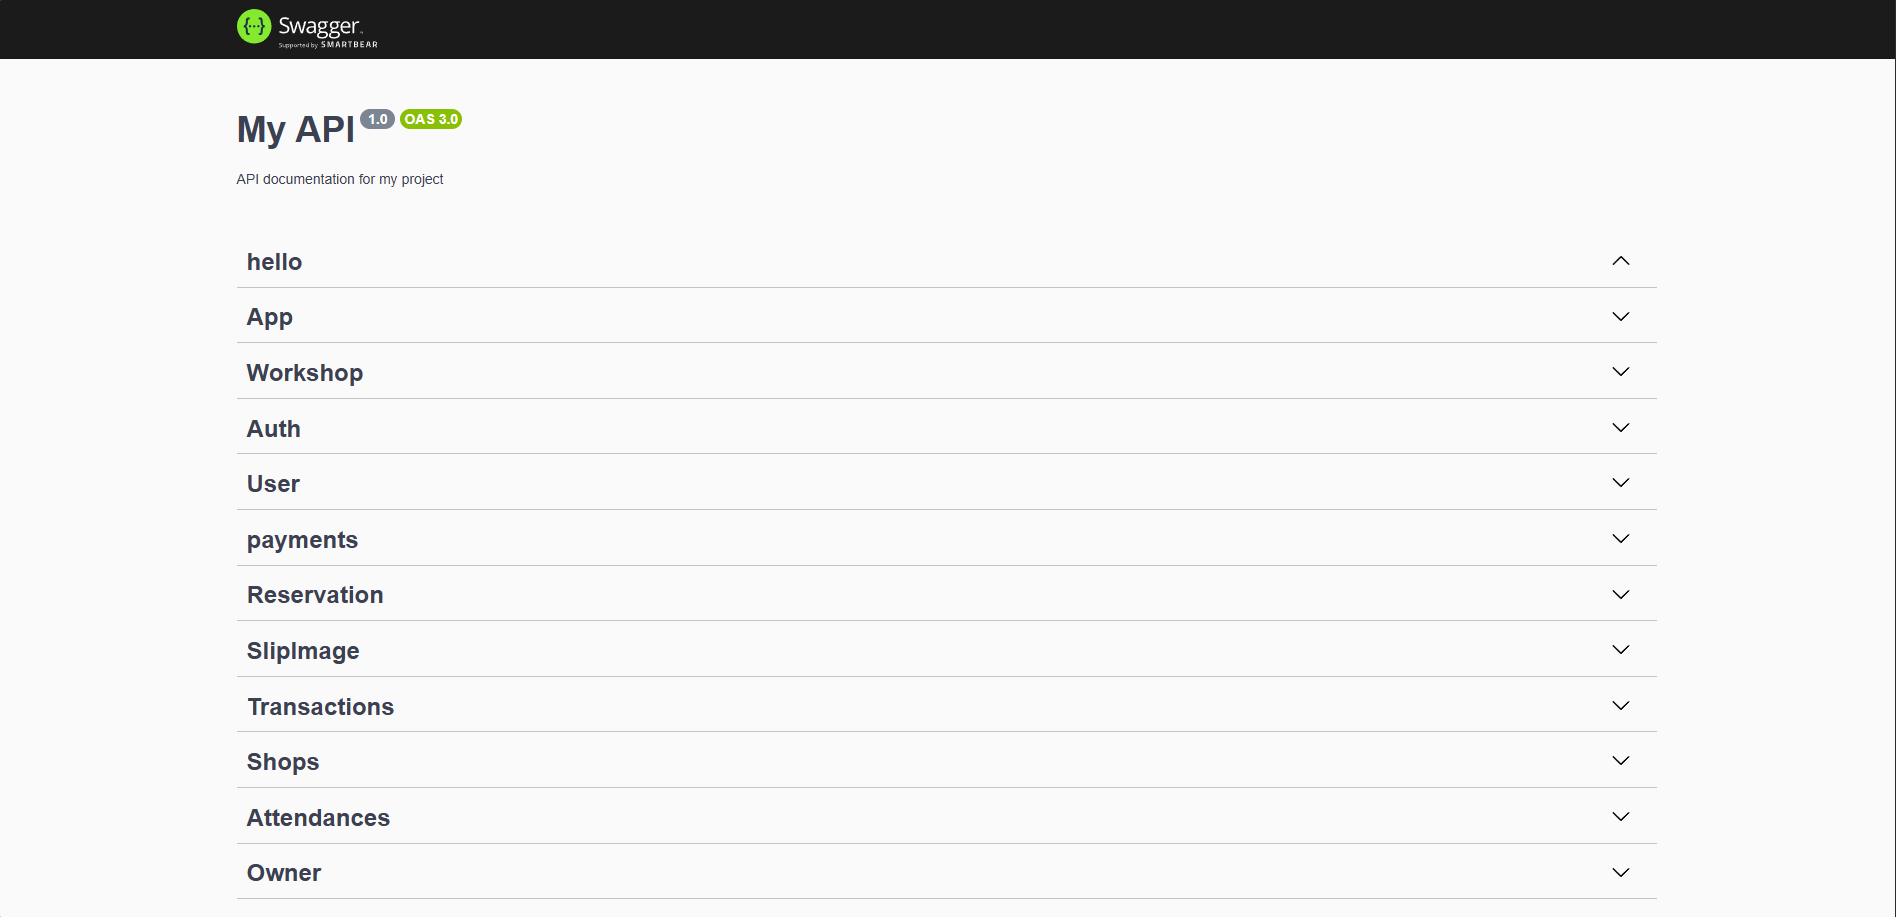 {...} Swagger
Supported by SMARTBEAR
My API 1.0 OAS 3.0
API documentation for my project
hello
App
Workshop
Auth
User
payments
Reservation
SlipImage
Transactions
Shops
Attendances
Owner